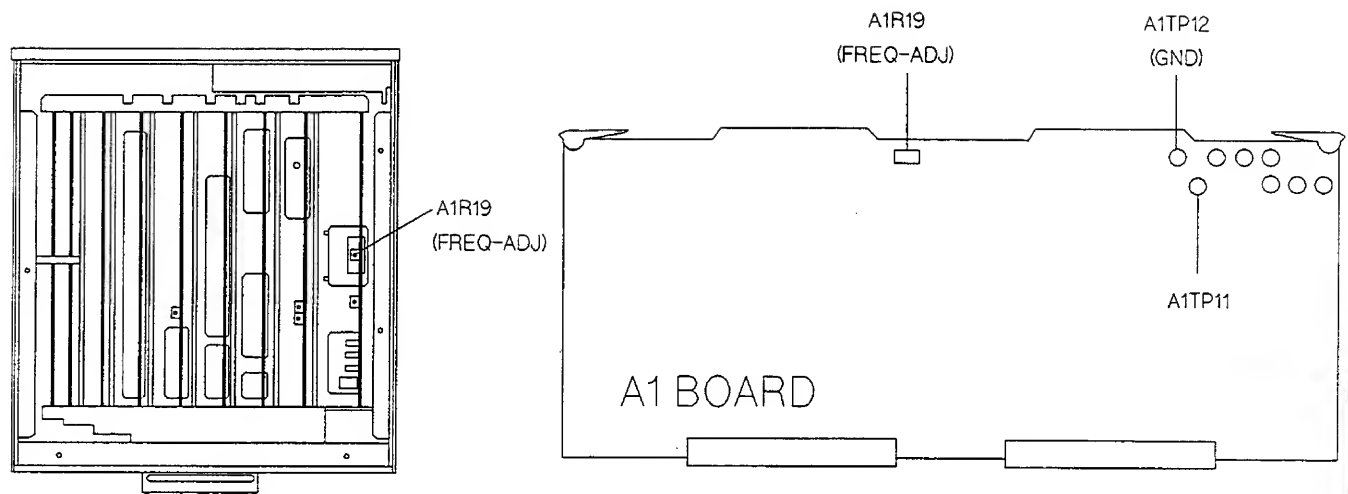 A1R19
(FREQ-ADJ)
A1R19
(FREQ-ADJ)
A1TP12
(GND)
A1TP11
A1 BOARD